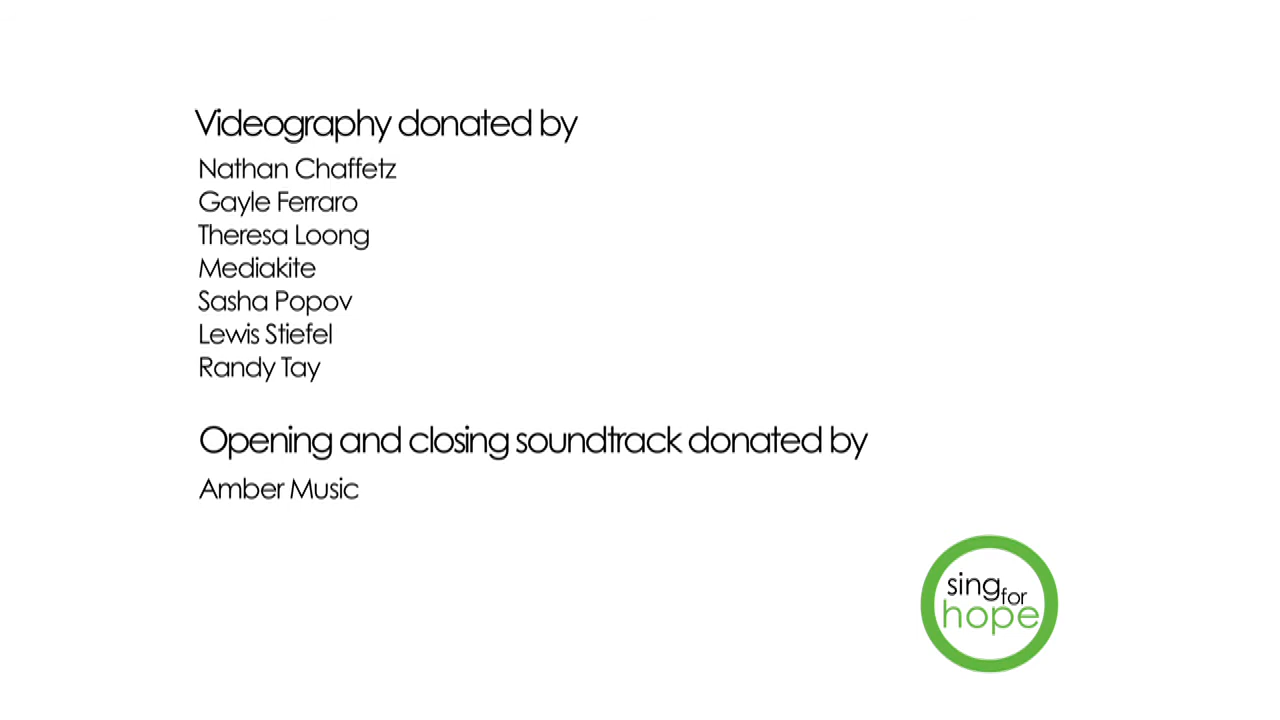 Videography donated by
Nathan Chaffetz
Gayle Ferraro
Theresa Loong
Mediakite
Sasha Popov
Lewis Stiefel
Randy Tay
Opening and closing soundtrack donated by
Amber Music
sing for
hope